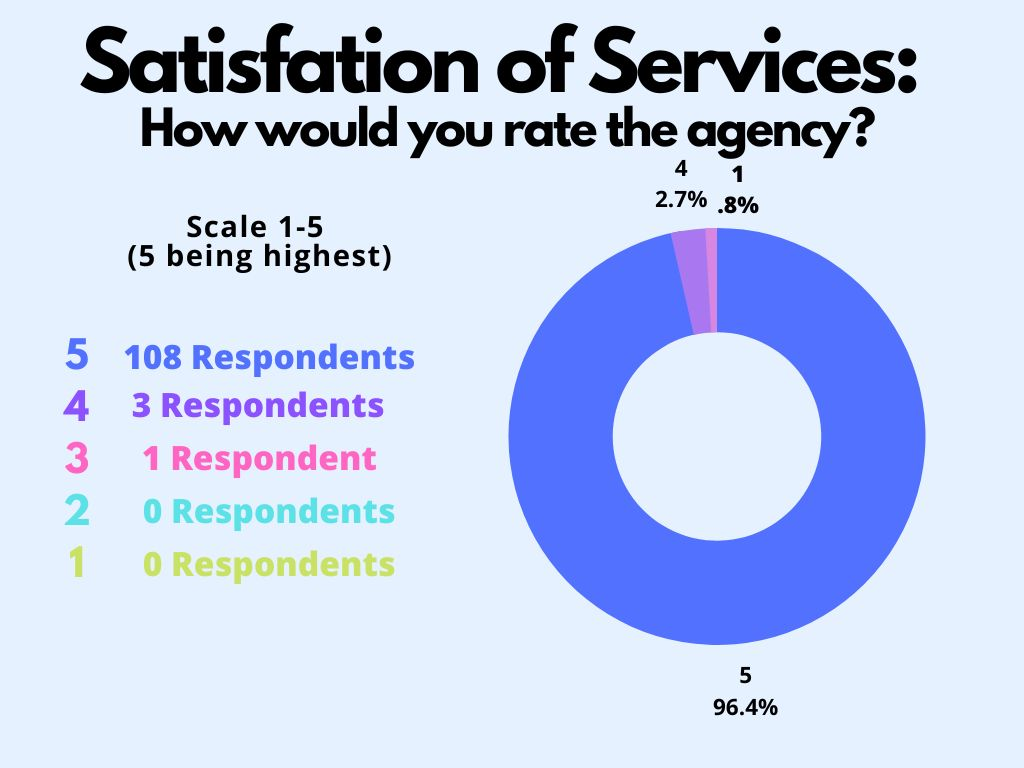 Satisfation of Services:
How would you rate the agency?
Scale 1-5
(5 being highest)
5 108 Respondents
4 3 Respondents
3 1 Respondent
2 0 Respondents
1 0 Respondents
4
2.7%
1
.8%
5
96.4%